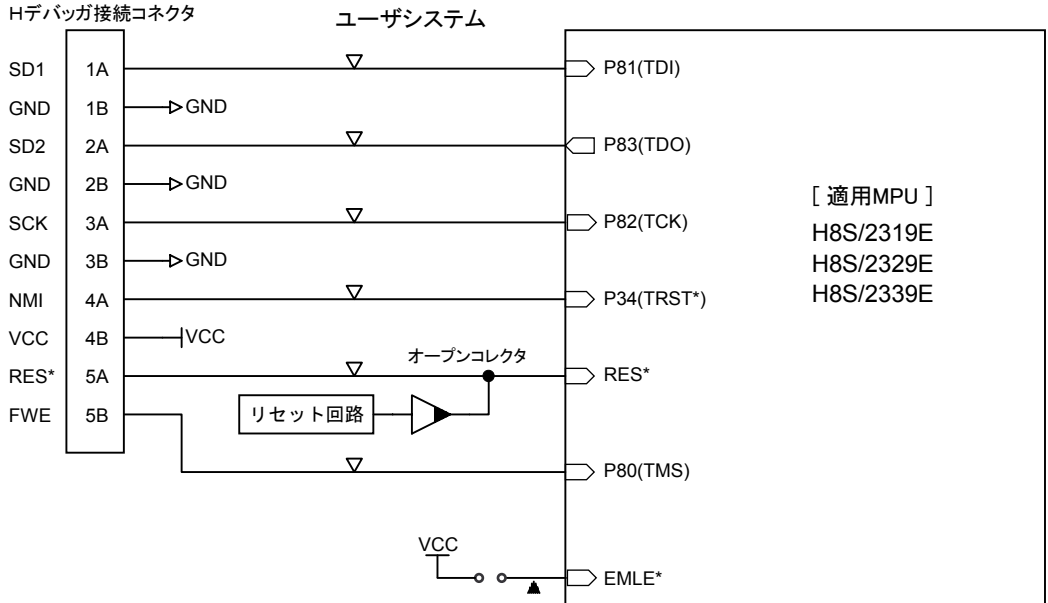 Hデバッガ接続コネクタ
ユーザシステム
SD1 1A P81(TDI)
GND 1B GND
SD2 2A P83(TDO)
GND 2B GND
[ 適用MPU ]
SCK 3A P82(TCK)
H8S/2319E
GND 3B GND
H8S/2329E
NMI 4A P34(TRST*)
H8S/2339E
VCC 4B VCC
オープンコレクタ
RES* 5A RES*
FWE 5B リセット回路
P80(TMS)
VCC
EMLE*